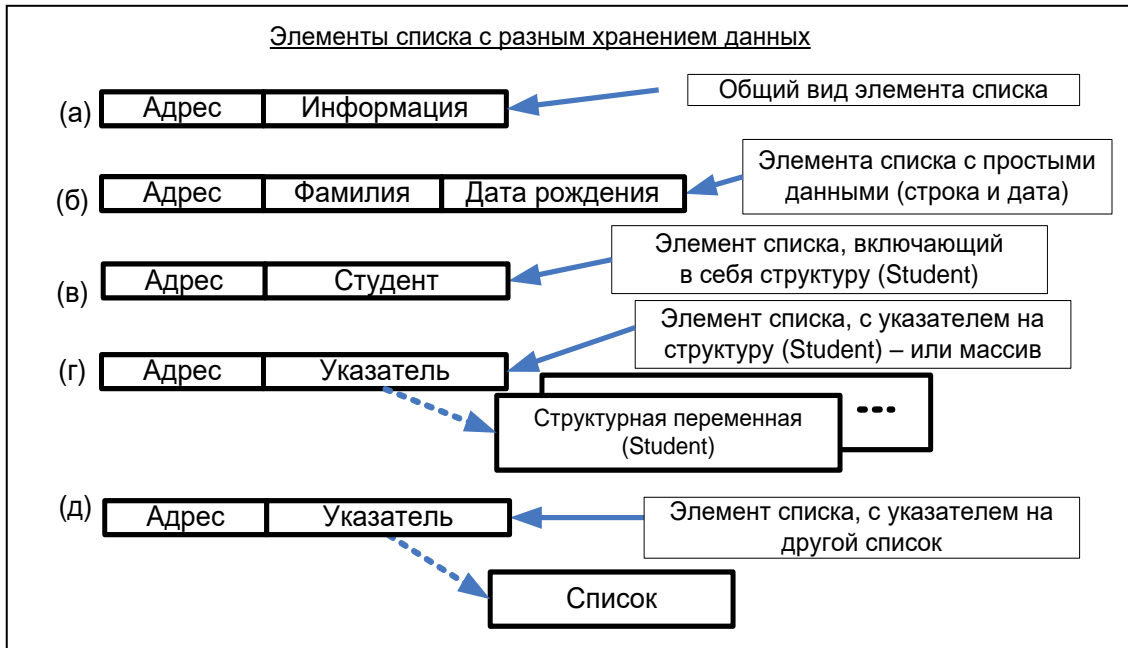 Элементы списка с разным хранением данных
Общий вид элемента списка
(а) Адрес Информация
Элемента списка с простыми
данными (строка и дата)
(б) Адрес Фамилия Дата рождения
Элемент списка, включающий
в себя структуру (Student)
(в) Адрес Студент
Элемент списка, с указателем на
структуру (Student) – или массив
(г) Адрес Указатель
Структурная переменная
(Student)
---
(д) Адрес Указатель
Элемент списка, с указателем на
другой список
Список